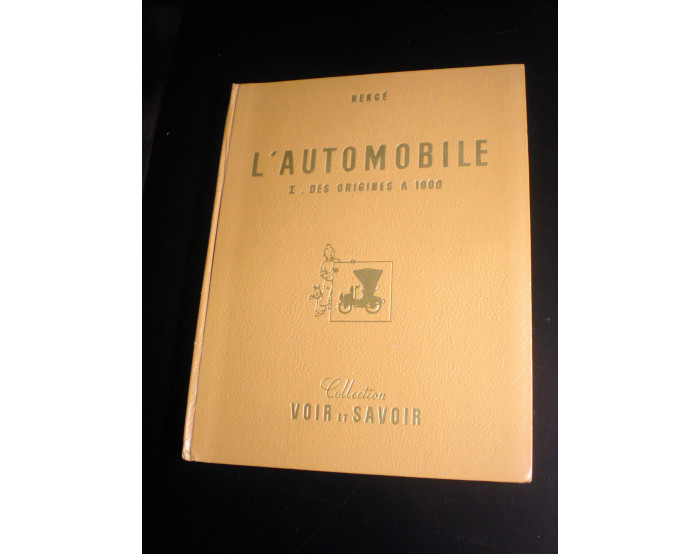 HERGÉ
L'AUTOMOBILE
I. DES ORIGINES A 1900
Collection
VOIR ET SAVOIR